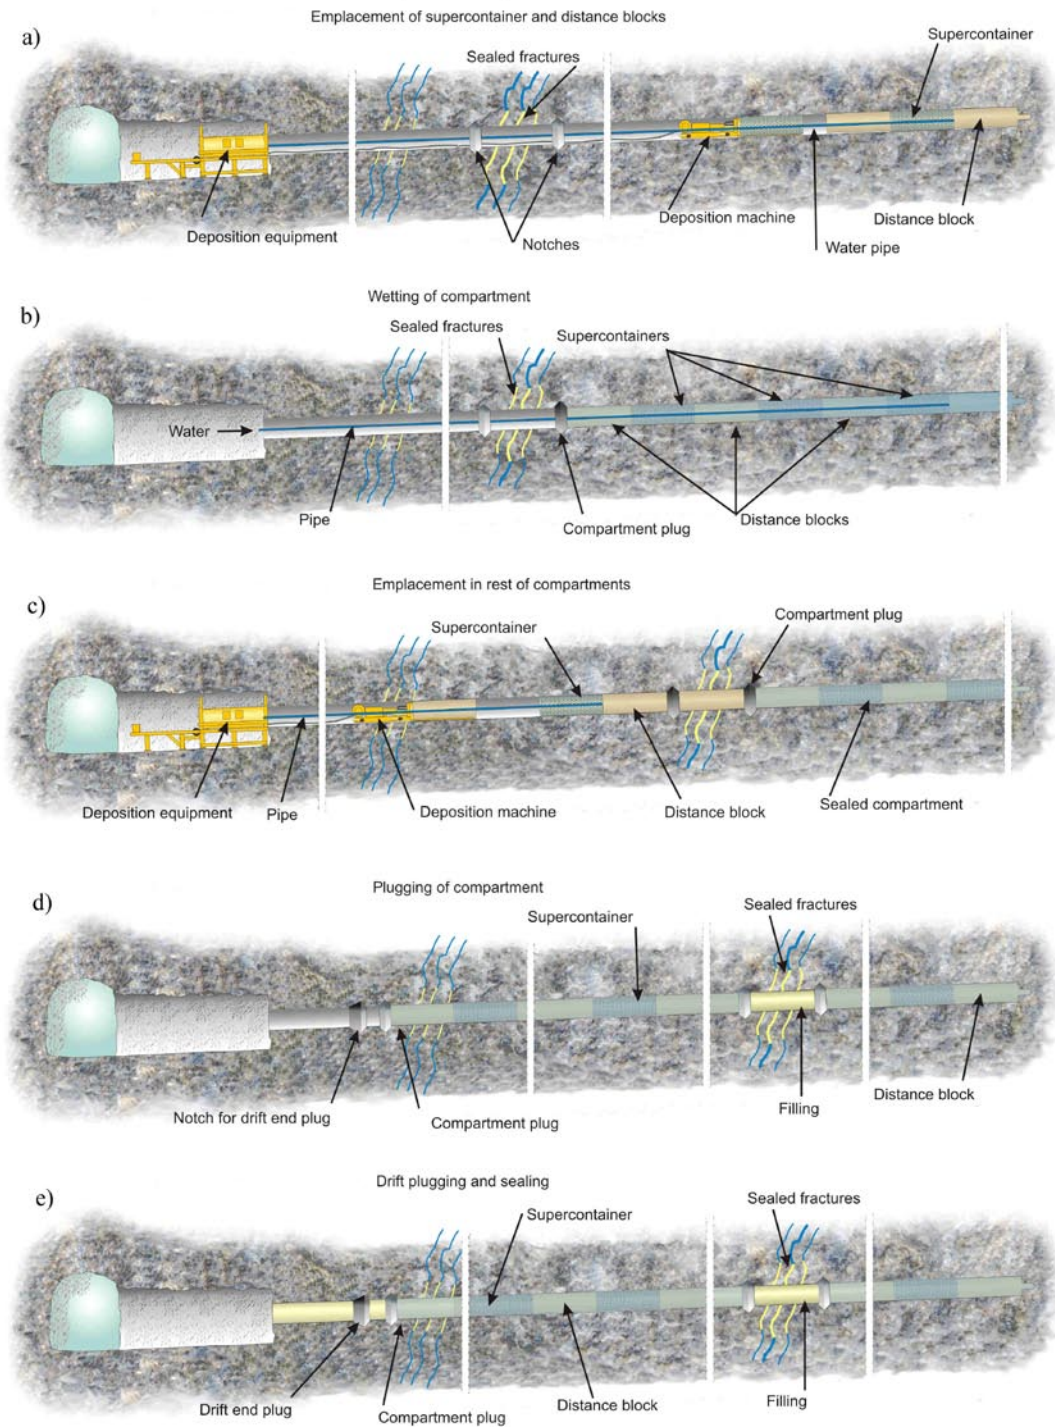 Emplacement of supercontainer and distance blocks
a)
Supercontainer
Sealed fractures
Deposition equipment
Notches
Deposition machine
Water pipe
Distance block
Wetting of compartment
b)
Sealed fractures
Supercontainers
Water
Pipe
Compartment plug
Distance blocks
Emplacement in rest of compartments
c)
Compartment plug
Supercontainer
Deposition equipment
Pipe
Deposition machine
Distance block
Sealed compartment
Plugging of compartment
d)
Sealed fractures
Supercontainer
Notch for drift end plug
Compartment plug
Filling
Distance block
Drift plugging and sealing
e)
Sealed fractures
Supercontainer
Drift end plug
Compartment plug
Distance block
Filling